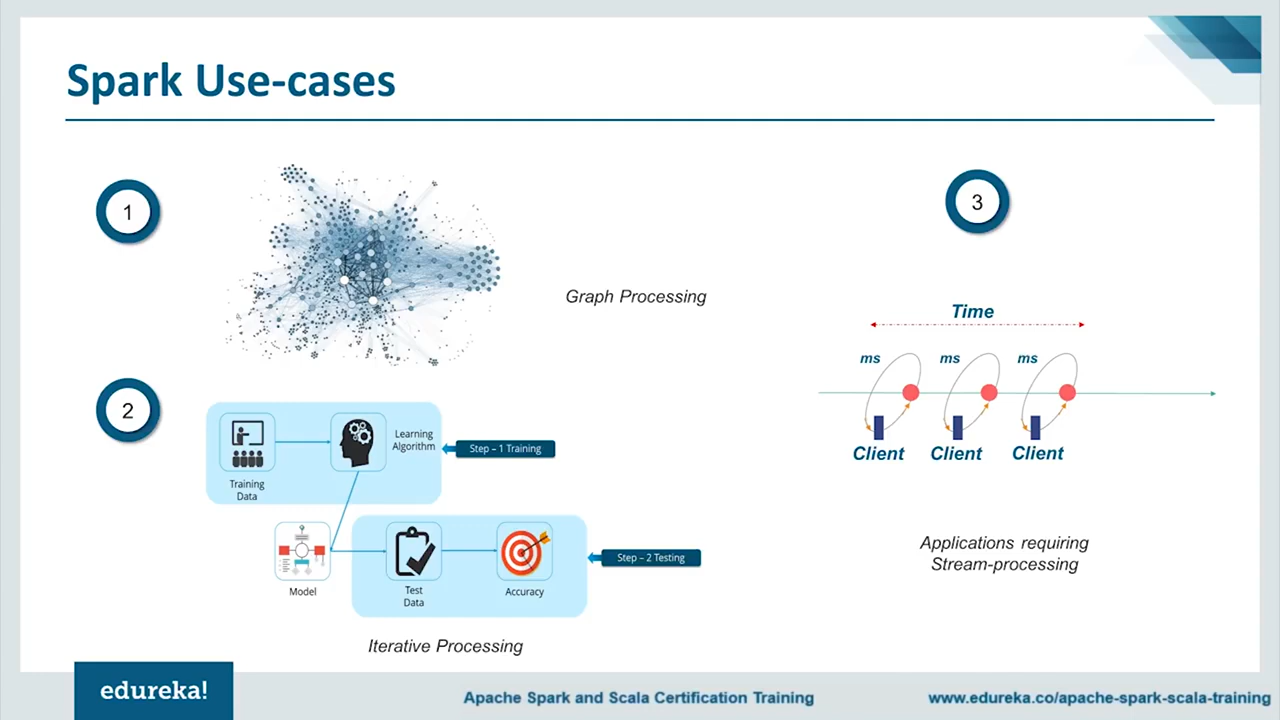 Spark Use-cases
1
Graph Processing
2
Training
Data
Learning
Algorithm
Step – 1 Training
Model
Test
Data
Accuracy
Step – 2 Testing
Iterative Processing
3
Time
ms
ms
ms
Client
Client
Client
Applications requiring
Stream-processing
edureka!
Apache Spark and Scala Certification Training
www.edureka.co/apache-spark-scala-training